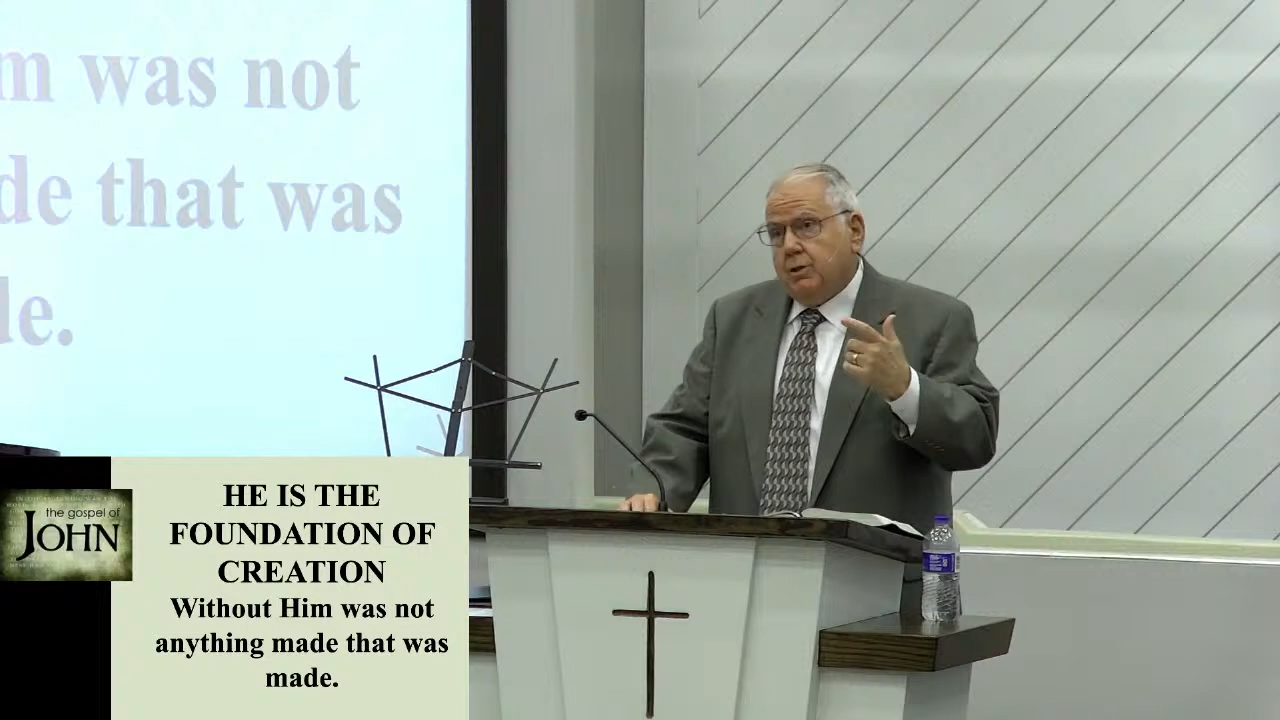 m was not
de that was
le.
the gospel of
JOHN
HE IS THE
FOUNDATION OF
CREATION
Without Him was not
anything made that was
made.